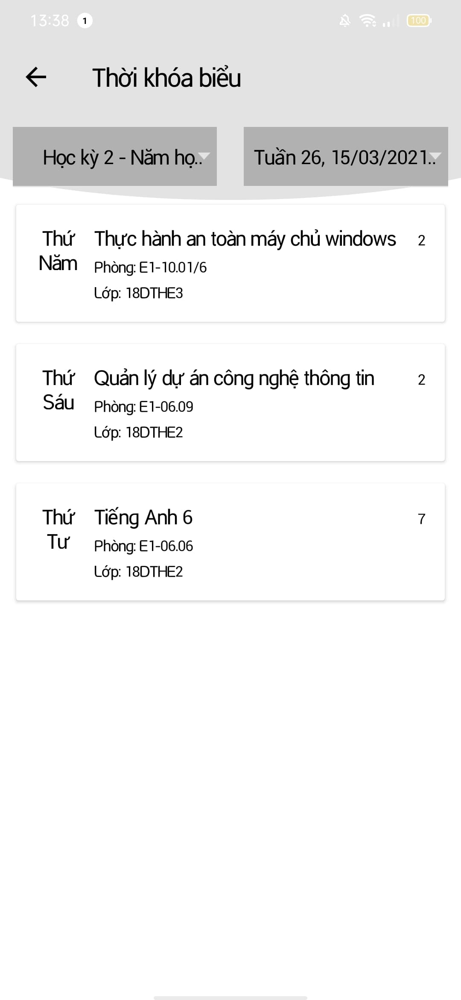 13:38 1 100
Thời khóa biểu
Học kỳ 2 - Năm họ.. Tuần 26, 15/03/2021..
Thứ Năm
Thực hành an toàn máy chủ windows 2
Phòng: E1-10.01/6
Lớp: 18DTHE3
Thứ Sáu
Quản lý dự án công nghệ thông tin 2
Phòng: E1-06.09
Lớp: 18DTHE2
Thứ Tư
Tiếng Anh 6 7
Phòng: E1-06.06
Lớp: 18DTHE2